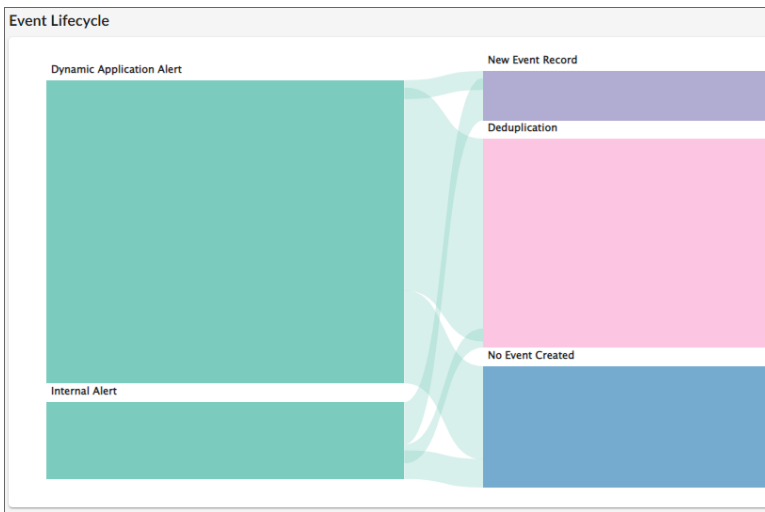 Event Lifecycle
Dynamic Application Alert
New Event Record
Deduplication
No Event Created
Internal Alert